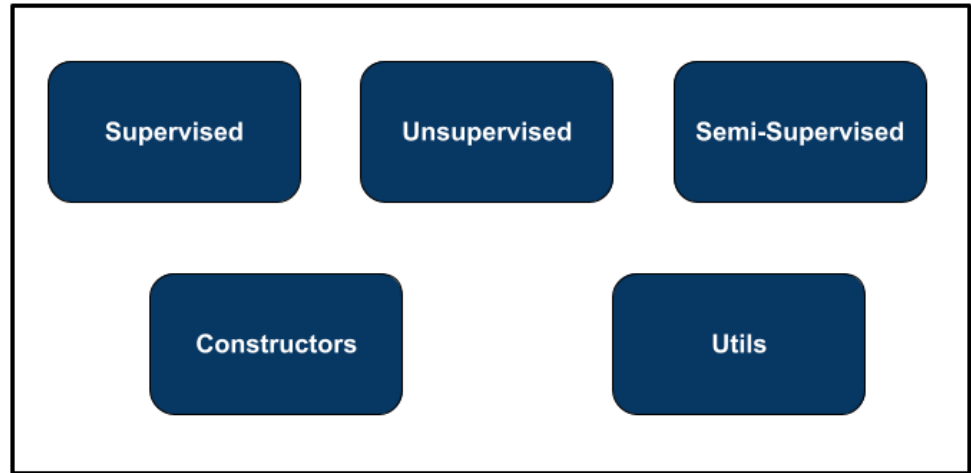 Supervised
Unsupervised
Semi-Supervised
Constructors
Utils